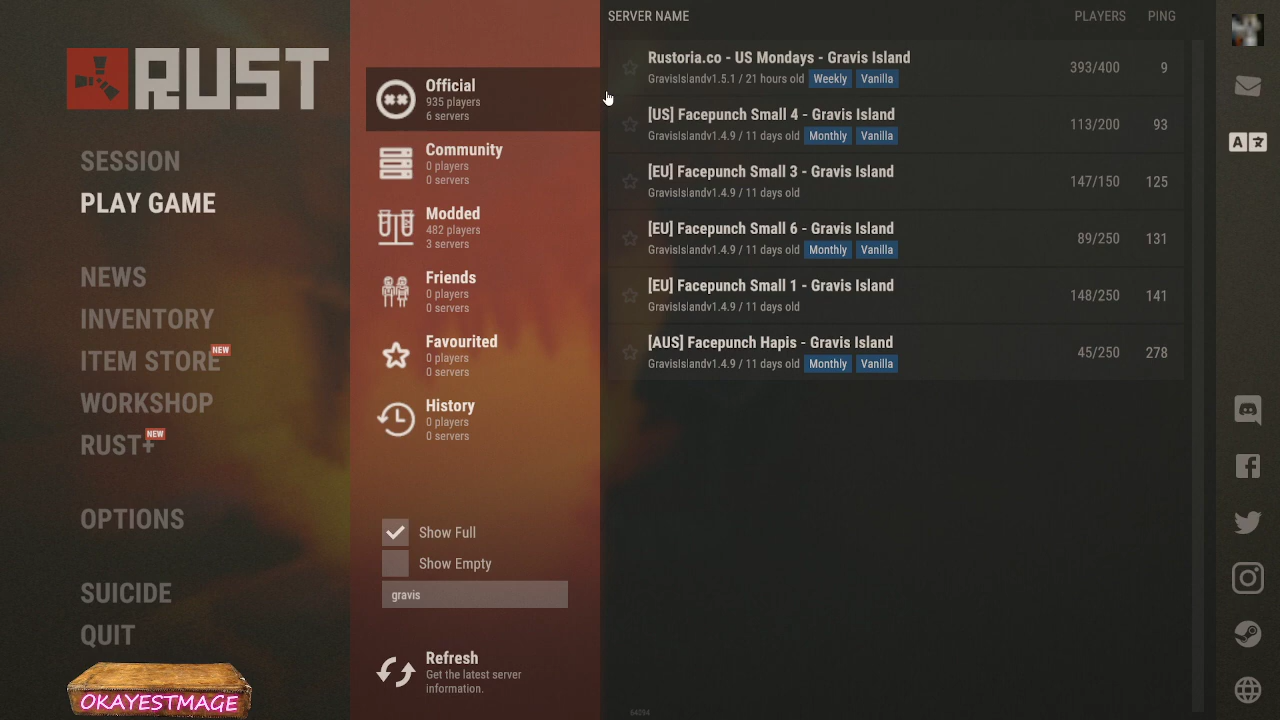 RUST
SESSION
PLAY GAME
NEWS
INVENTORY
ITEM STORE NEW
WORKSHOP
RUST+ NEW
OPTIONS
SUICIDE
QUIT
OKAYESTMAGE
Official
935 players
6 servers
Community
0 players
0 servers
Modded
482 players
3 servers
Friends
0 players
0 servers
Favourited
0 players
0 servers
History
0 players
0 servers
Show Full
Show Empty
gravis
Refresh
Get the latest server
information.
SERVER NAME PLAYERS PING
Rustoria.co - US Mondays - Gravis Island 393/400 9
GravisIslandv1.5.1 / 21 hours old Weekly Vanilla
[US] Facepunch Small 4 - Gravis Island 113/200 93
GravisIslandv1.4.9 / 11 days old Monthly Vanilla
[EU] Facepunch Small 3 - Gravis Island 147/150 125
GravisIslandv1.4.9 / 11 days old
[EU] Facepunch Small 6 - Gravis Island 89/250 131
GravisIslandv1.4.9 / 11 days old Monthly Vanilla
[EU] Facepunch Small 1 - Gravis Island 148/250 141
GravisIslandv1.4.9 / 11 days old
[AUS] Facepunch Hapis - Gravis Island 45/250 278
GravisIslandv1.4.9 / 11 days old Monthly Vanilla
A 文